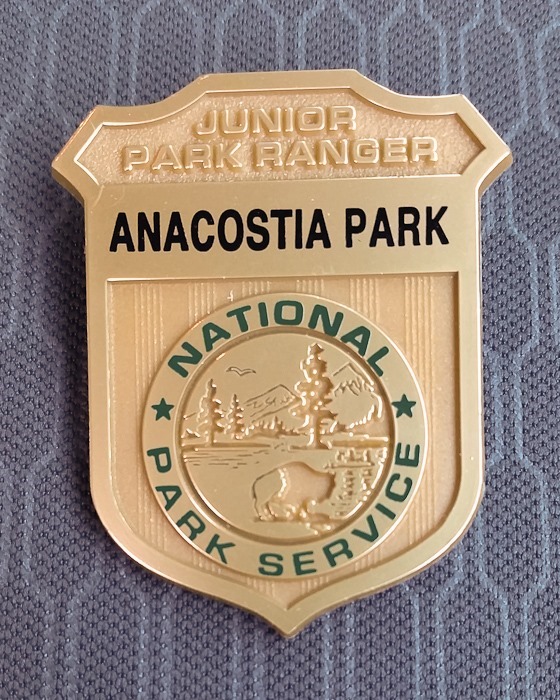 JUNIOR
PARK RANGER
ANACOSTIA PARK
NATIONAL
PARK SERVICE